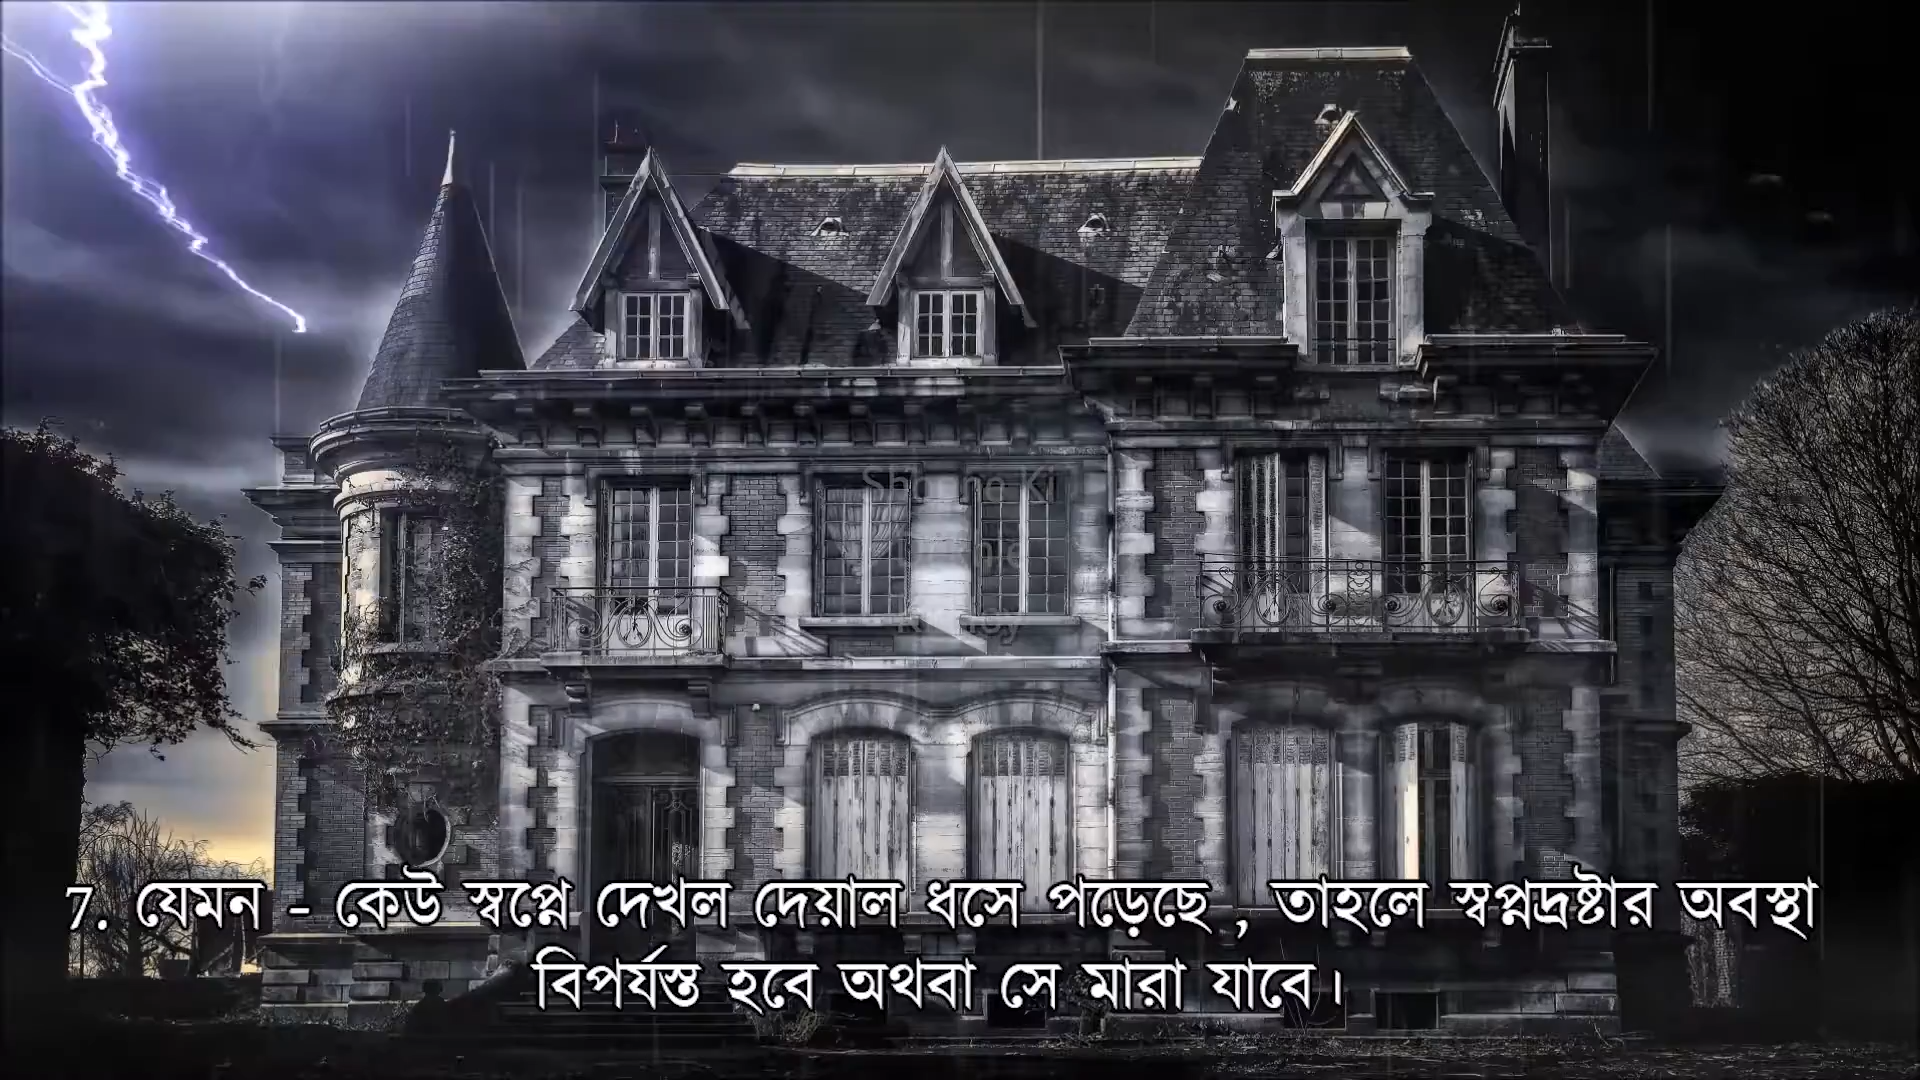 7. যেমন - কেউ স্বপ্নে দেখল দেয়াল ধসে পড়েছে , তাহলে স্বপ্নদ্রষ্টার অবস্থা
বিপর্যস্ত হবে অথবা সে মারা যাবে।